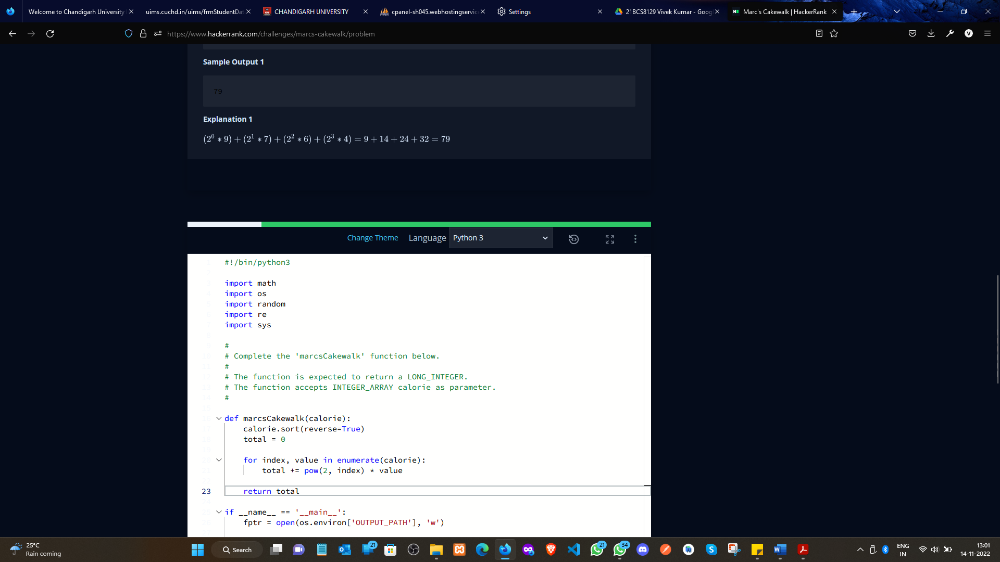 Welcome to Chandigarh University
uims.cuchd.in/uims/frmStudentDat
CHANDIGARH UNIVERSITY
cpanel-sh045.webhostingservic
Settings
21BCS8129 Vivek Kumar - Goog
Marc's Cakewalk | HackerRank
https://www.hackerrank.com/challenges/marcs-cakewalk/problem
Sample Output 1
79
Explanation 1
(2^0 * 9) + (2^1 * 7) + (2^2 * 6) + (2^3 * 4) = 9 + 14 + 24 + 32 = 79
Change Theme Language Python 3
#!/bin/python3
import math
import os
import random
import re
import sys
#
# Complete the 'marcsCakewalk' function below.
#
# The function is expected to return a LONG_INTEGER.
# The function accepts INTEGER_ARRAY calorie as parameter.
#
def marcsCakewalk(calorie):
calorie.sort(reverse=True)
total = 0
for index, value in enumerate(calorie):
total += pow(2, index) * value
23 return total
if __name__ == '__main__':
fptr = open(os.environ['OUTPUT_PATH'], 'w')
25°C
Rain coming
Search
21
21
34
ENG
IN
13:01
14-11-2022